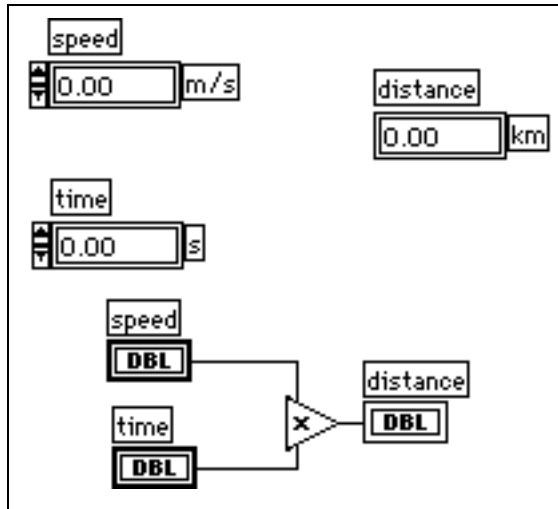 speed
0.00 m/s
distance
0.00 km
time
0.00 s
speed
DBL
distance
x DBL
time
DBL